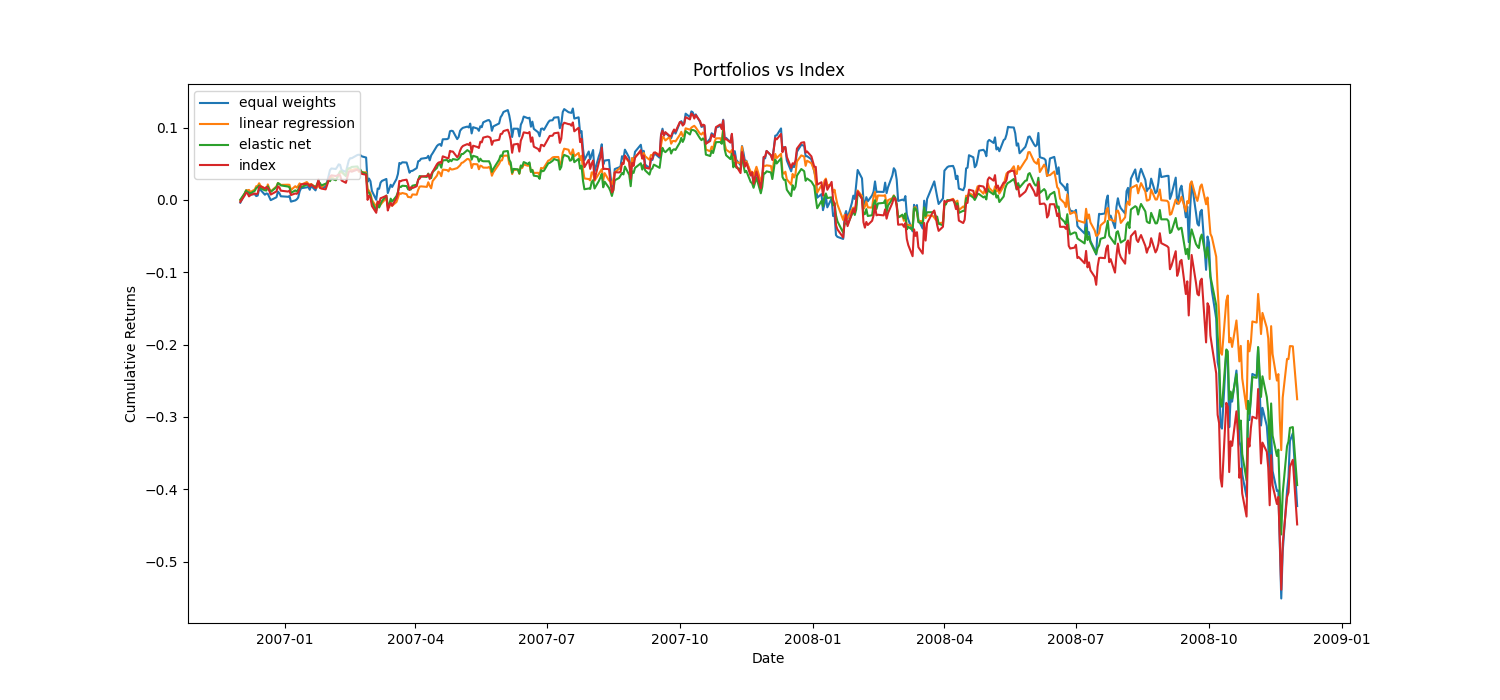 Portfolios vs Index
equal weights
linear regression
elastic net
index
Cumulative Returns
0.1
0.0
−0.1
−0.2
−0.3
−0.4
−0.5
2007-01 2007-04 2007-07 2007-10 2008-01 2008-04 2008-07 2008-10 2009-01
Date